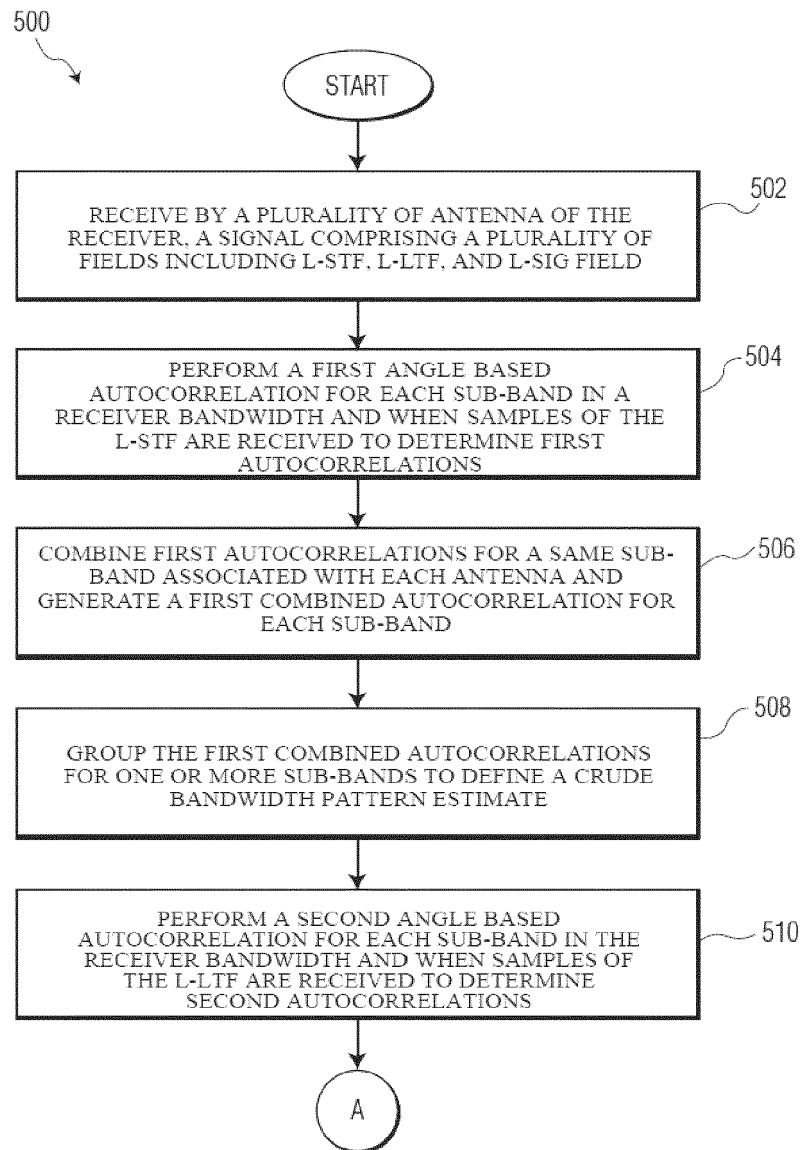 500
START
502
RECEIVE BY A PLURALITY OF ANTENNA OF THE
RECEIVER, A SIGNAL COMPRISING A PLURALITY OF
FIELDS INCLUDING L-STF, L-LTF, AND L-SIG FIELD
504
PERFORM A FIRST ANGLE BASED
AUTOCORRELATION FOR EACH SUB-BAND IN A
RECEIVER BANDWIDTH AND WHEN SAMPLES OF THE
L-STF ARE RECEIVED TO DETERMINE FIRST
AUTOCORRELATIONS
506
COMBINE FIRST AUTOCORRELATIONS FOR A SAME SUB-
BAND ASSOCIATED WITH EACH ANTENNA AND
GENERATE A FIRST COMBINED AUTOCORRELATION FOR
EACH SUB-BAND
508
GROUP THE FIRST COMBINED AUTOCORRELATIONS
FOR ONE OR MORE SUB-BANDS TO DEFINE A CRUDE
BANDWIDTH PATTERN ESTIMATE
510
PERFORM A SECOND ANGLE BASED
AUTOCORRELATION FOR EACH SUB-BAND IN THE
RECEIVER BANDWIDTH AND WHEN SAMPLES OF
THE L-LTF ARE RECEIVED TO DETERMINE
SECOND AUTOCORRELATIONS
A